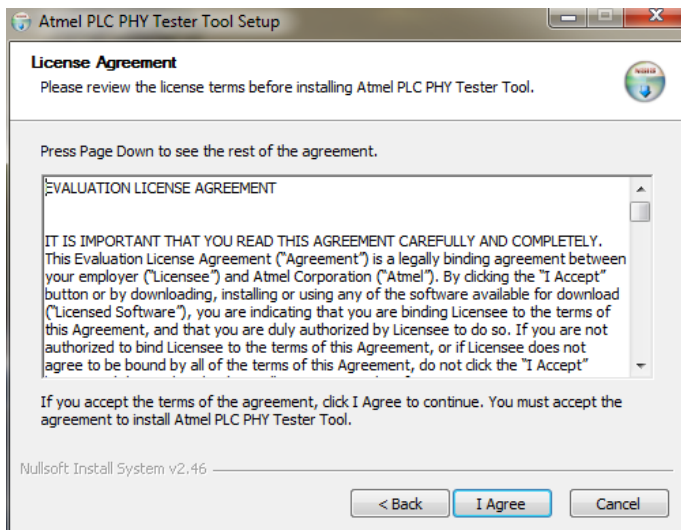 Atmel PLC PHY Tester Tool Setup
License Agreement
Please review the license terms before installing Atmel PLC PHY Tester Tool.
Press Page Down to see the rest of the agreement.
EVALUATION LICENSE AGREEMENT
IT IS IMPORTANT THAT YOU READ THIS AGREEMENT CAREFULLY AND COMPLETELY.
This Evaluation License Agreement ("Agreement") is a legally binding agreement between
your employer ("Licensee") and Atmel Corporation ("Atmel"). By clicking the "I Accept"
button or by downloading, installing or using any of the software available for download
("Licensed Software"), you are indicating that you are binding Licensee to the terms of
this Agreement, and that you are duly authorized by Licensee to do so. If you are not
authorized to bind Licensee to the terms of this Agreement, or if Licensee does not
agree to be bound by all of the terms of this Agreement, do not click the "I Accept"
If you accept the terms of the agreement, click I Agree to continue. You must accept the
agreement to install Atmel PLC PHY Tester Tool.
Nullsoft Install System v2.46
< Back
I Agree
Cancel